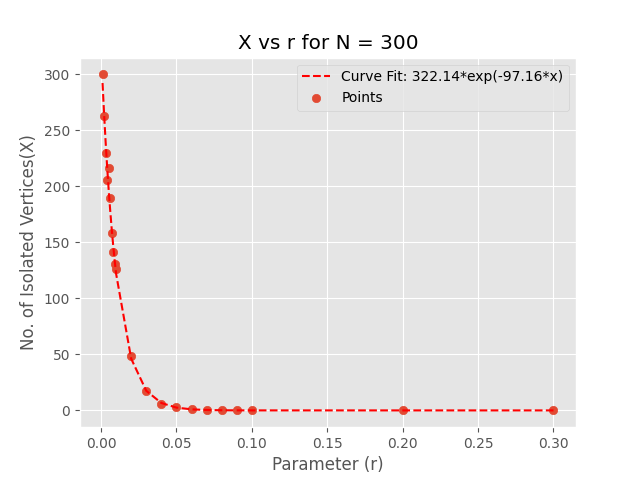 X vs r for N = 300
Curve Fit: 322.14*exp(-97.16*x)
Points
No. of Isolated Vertices(X)
300
250
200
150
100
50
0
0.00 0.05 0.10 0.15 0.20 0.25 0.30
Parameter (r)